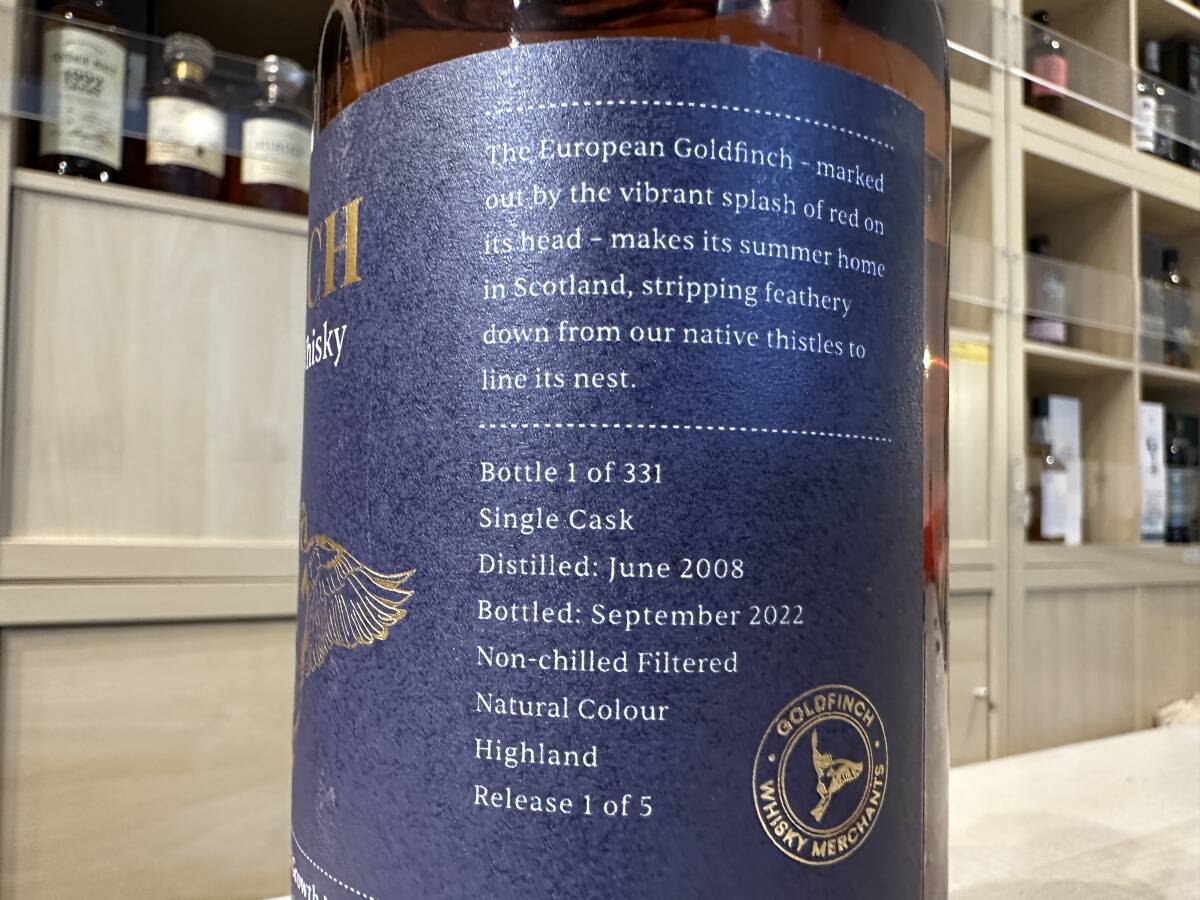 The European Goldfinch – marked
out by the vibrant splash of red on
its head – makes its summer home
in Scotland, stripping feathery
down from our native thistles to
line its nest.
Bottle 1 of 331
Single Cask
Distilled: June 2008
Bottled: September 2022
Non-chilled Filtered
Natural Colour
Highland
Release 1 of 5
GOLDFINCH
WHISKY MERCHANTS
CH
hisky
1992